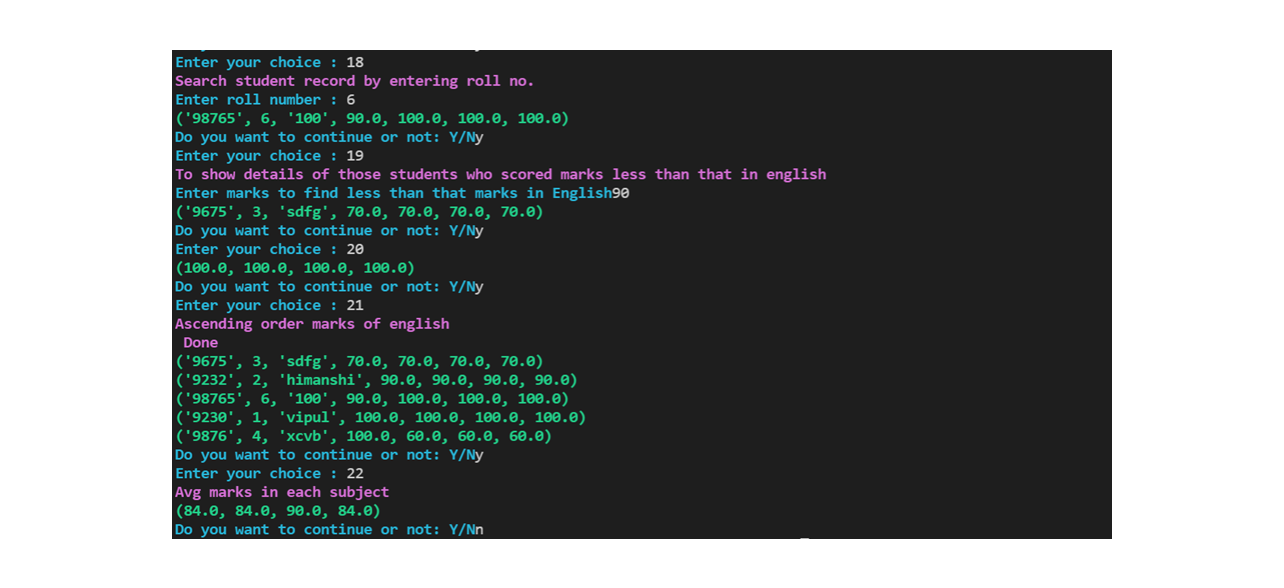 Enter your choice : 18
Search student record by entering roll no.
Enter roll number : 6
('98765', 6, '100', 90.0, 100.0, 100.0, 100.0)
Do you want to continue or not: Y/Ny
Enter your choice : 19
To show details of those students who scored marks less than that in english
Enter marks to find less than that marks in English90
('9675', 3, 'sdfg', 70.0, 70.0, 70.0, 70.0)
Do you want to continue or not: Y/Ny
Enter your choice : 20
(100.0, 100.0, 100.0, 100.0)
Do you want to continue or not: Y/Ny
Enter your choice : 21
Ascending order marks of english
 Done
('9675', 3, 'sdfg', 70.0, 70.0, 70.0, 70.0)
('9232', 2, 'himanshi', 90.0, 90.0, 90.0, 90.0)
('98765', 6, '100', 90.0, 100.0, 100.0, 100.0)
('9230', 1, 'vipul', 100.0, 100.0, 100.0, 100.0)
('9876', 4, 'xcvb', 100.0, 60.0, 60.0, 60.0)
Do you want to continue or not: Y/Ny
Enter your choice : 22
Avg marks in each subject
(84.0, 84.0, 90.0, 84.0)
Do you want to continue or not: Y/Nn